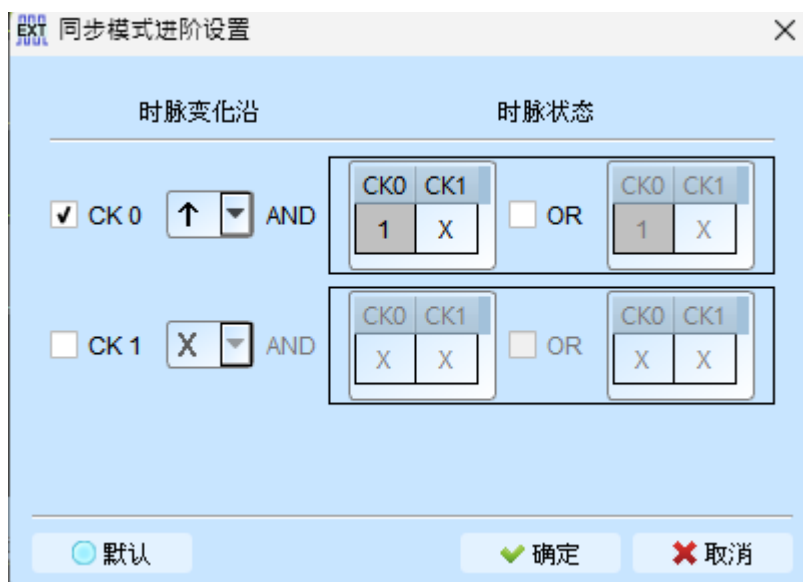 EXT 同步模式进阶设置
时脉变化沿 时脉状态
CK0 CK1 CK0 CK1
CK 0 ↑ AND 1 X OR 1 X
CK0 CK1 CK0 CK1
CK 1 X AND X X OR X X
默认 确定 取消